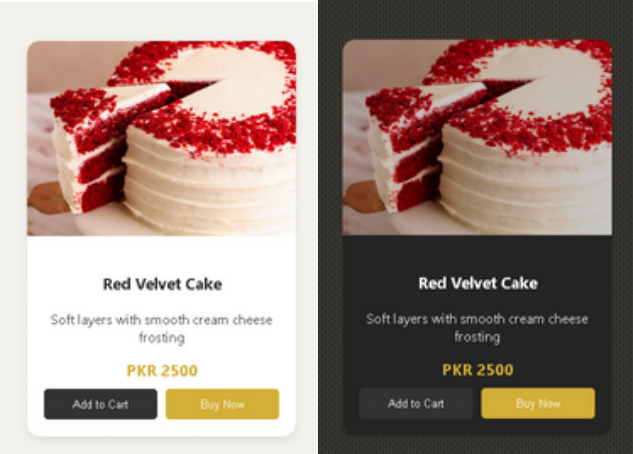 Red Velvet Cake
Soft layers with smooth cream cheese
frosting
PKR 2500
Add to Cart
Buy Now
Red Velvet Cake
Soft layers with smooth cream cheese
frosting
PKR 2500
Add to Cart
Buy Now